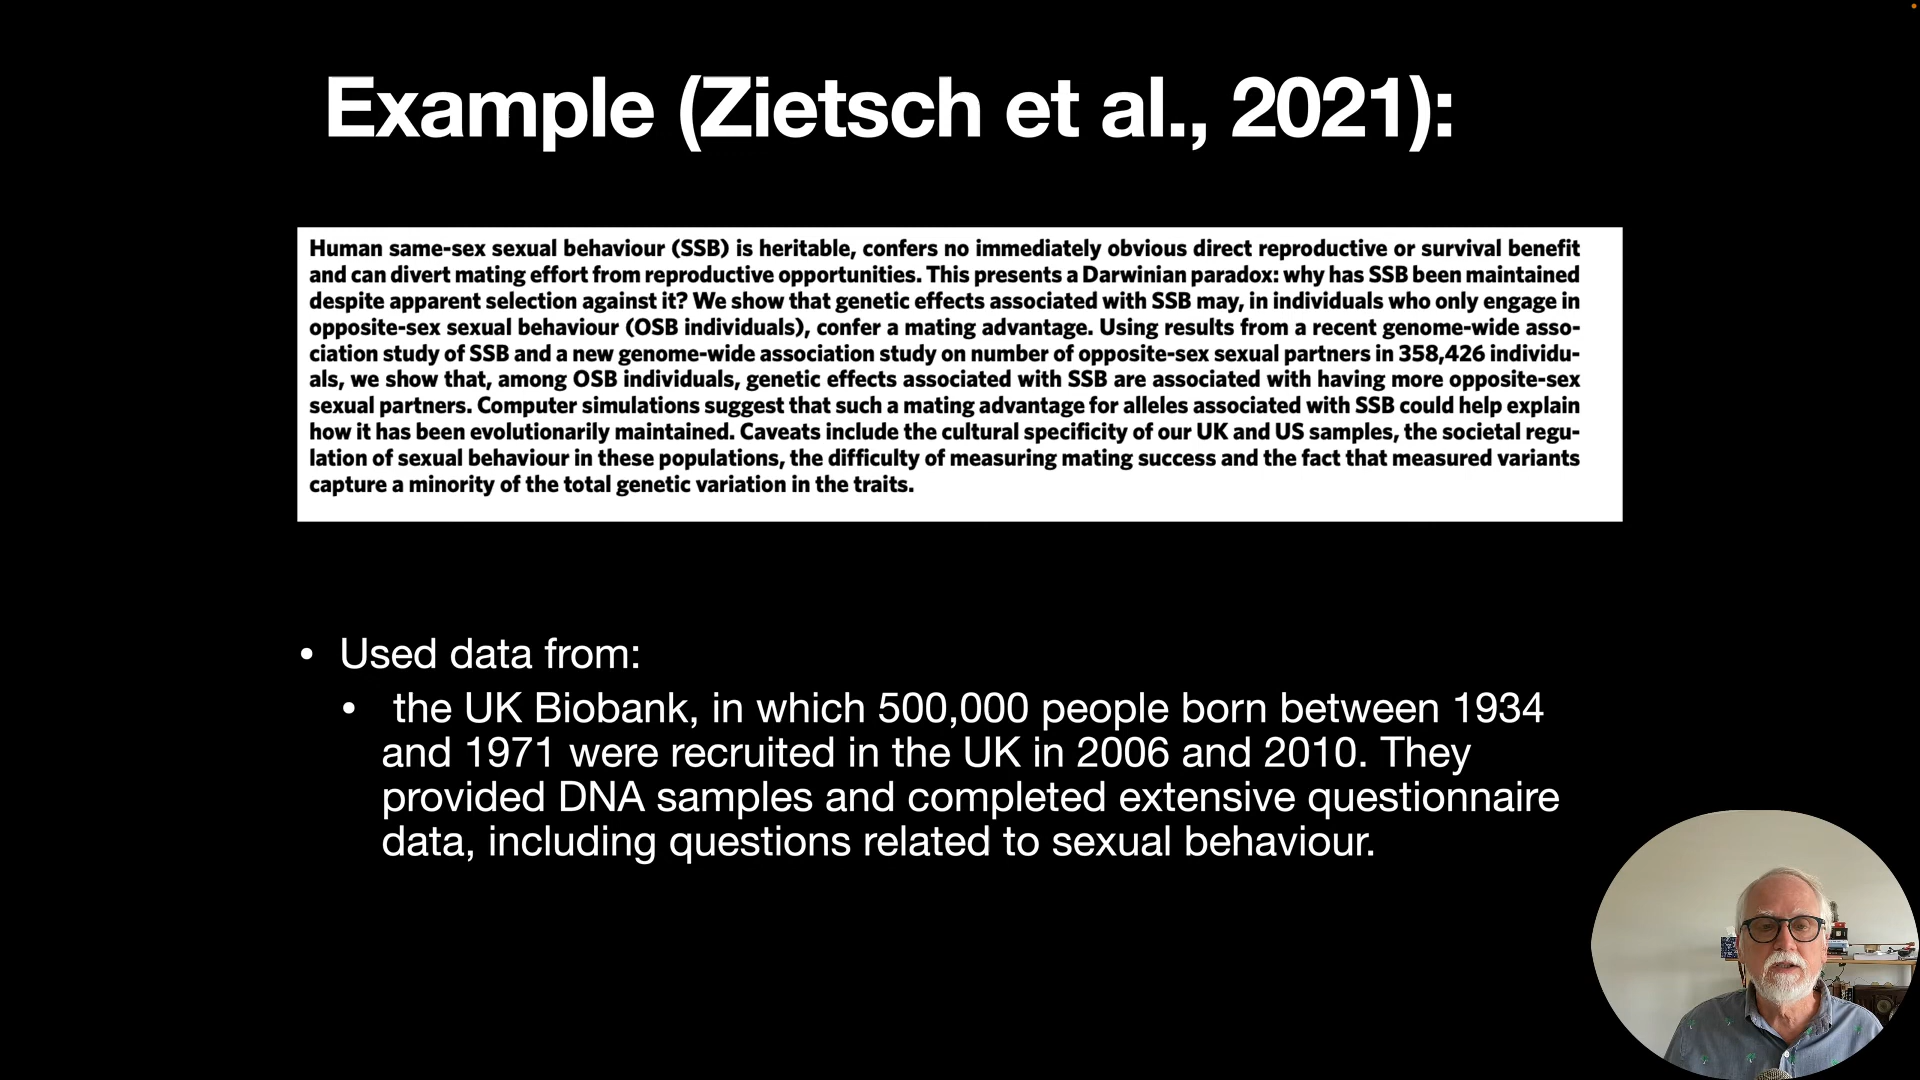 Example (Zietsch et al., 2021):
Human same-sex sexual behaviour (SSB) is heritable, confers no immediately obvious direct reproductive or survival benefit
and can divert mating effort from reproductive opportunities. This presents a Darwinian paradox: why has SSB been maintained
despite apparent selection against it? We show that genetic effects associated with SSB may, in individuals who only engage in
opposite-sex sexual behaviour (OSB individuals), confer a mating advantage. Using results from a recent genome-wide asso-
ciation study of SSB and a new genome-wide association study on number of opposite-sex sexual partners in 358,426 individu-
als, we show that, among OSB individuals, genetic effects associated with SSB are associated with having more opposite-sex
sexual partners. Computer simulations suggest that such a mating advantage for alleles associated with SSB could help explain
how it has been evolutionarily maintained. Caveats include the cultural specificity of our UK and US samples, the societal regu-
lation of sexual behaviour in these populations, the difficulty of measuring mating success and the fact that measured variants
capture a minority of the total genetic variation in the traits.
• Used data from:
• the UK Biobank, in which 500,000 people born between 1934
and 1971 were recruited in the UK in 2006 and 2010. They
provided DNA samples and completed extensive questionnaire
data, including questions related to sexual behaviour.